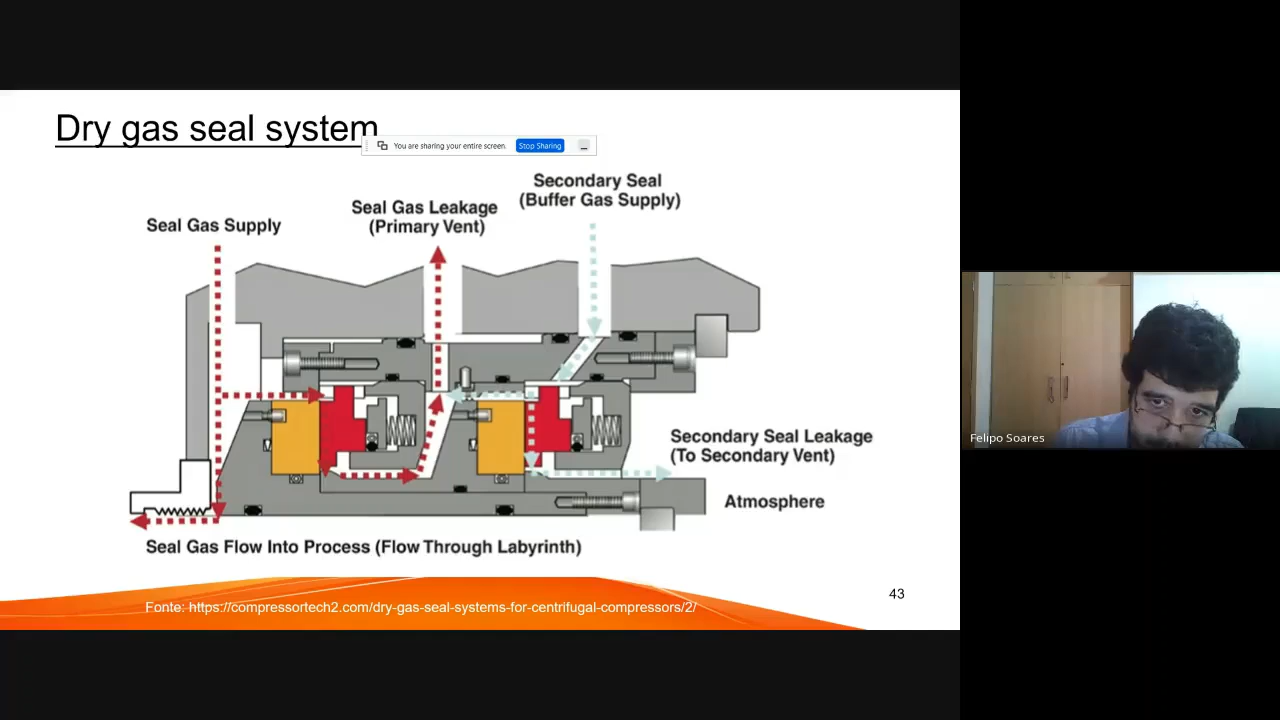 Dry gas seal system
You are sharing your entire screen.
Stop Sharing
Secondary Seal
(Buffer Gas Supply)
Seal Gas Leakage
(Primary Vent)
Seal Gas Supply
Secondary Seal Leakage
(To Secondary Vent)
Atmosphere
Seal Gas Flow Into Process (Flow Through Labyrinth)
43
Fonte: https://compressortech2.com/dry-gas-seal-systems-for-centrifugal-compressors/2/
Felipo Soares